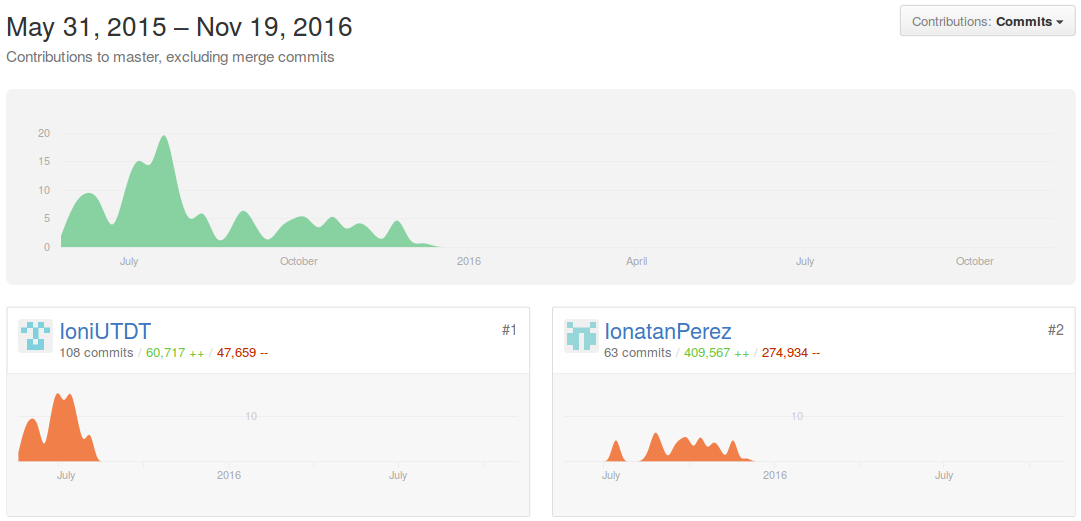 May 31, 2015 – Nov 19, 2016
Contributions: Commits
Contributions to master, excluding merge commits
20
15
10
5
0
July October 2016 April July October
IoniUTDT #1
108 commits / 60,717 ++ / 47,659 --
10
July 2016 July
IonatanPerez #2
63 commits / 409,567 ++ / 274,934 --
10
July 2016 July